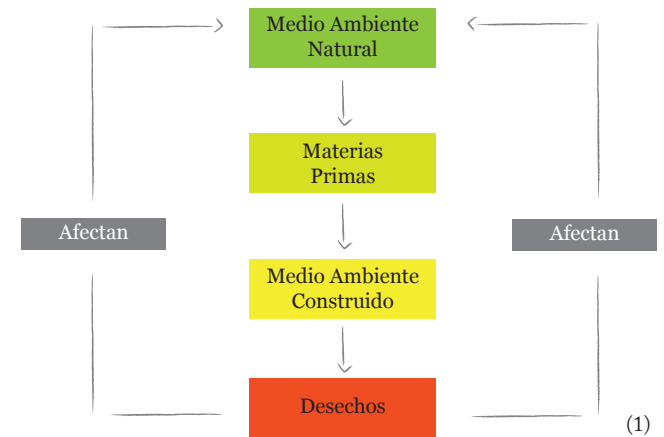 Medio Ambiente
Natural
Materias
Primas
Afectan
Afectan
Medio Ambiente
Construido
Desechos
(1)